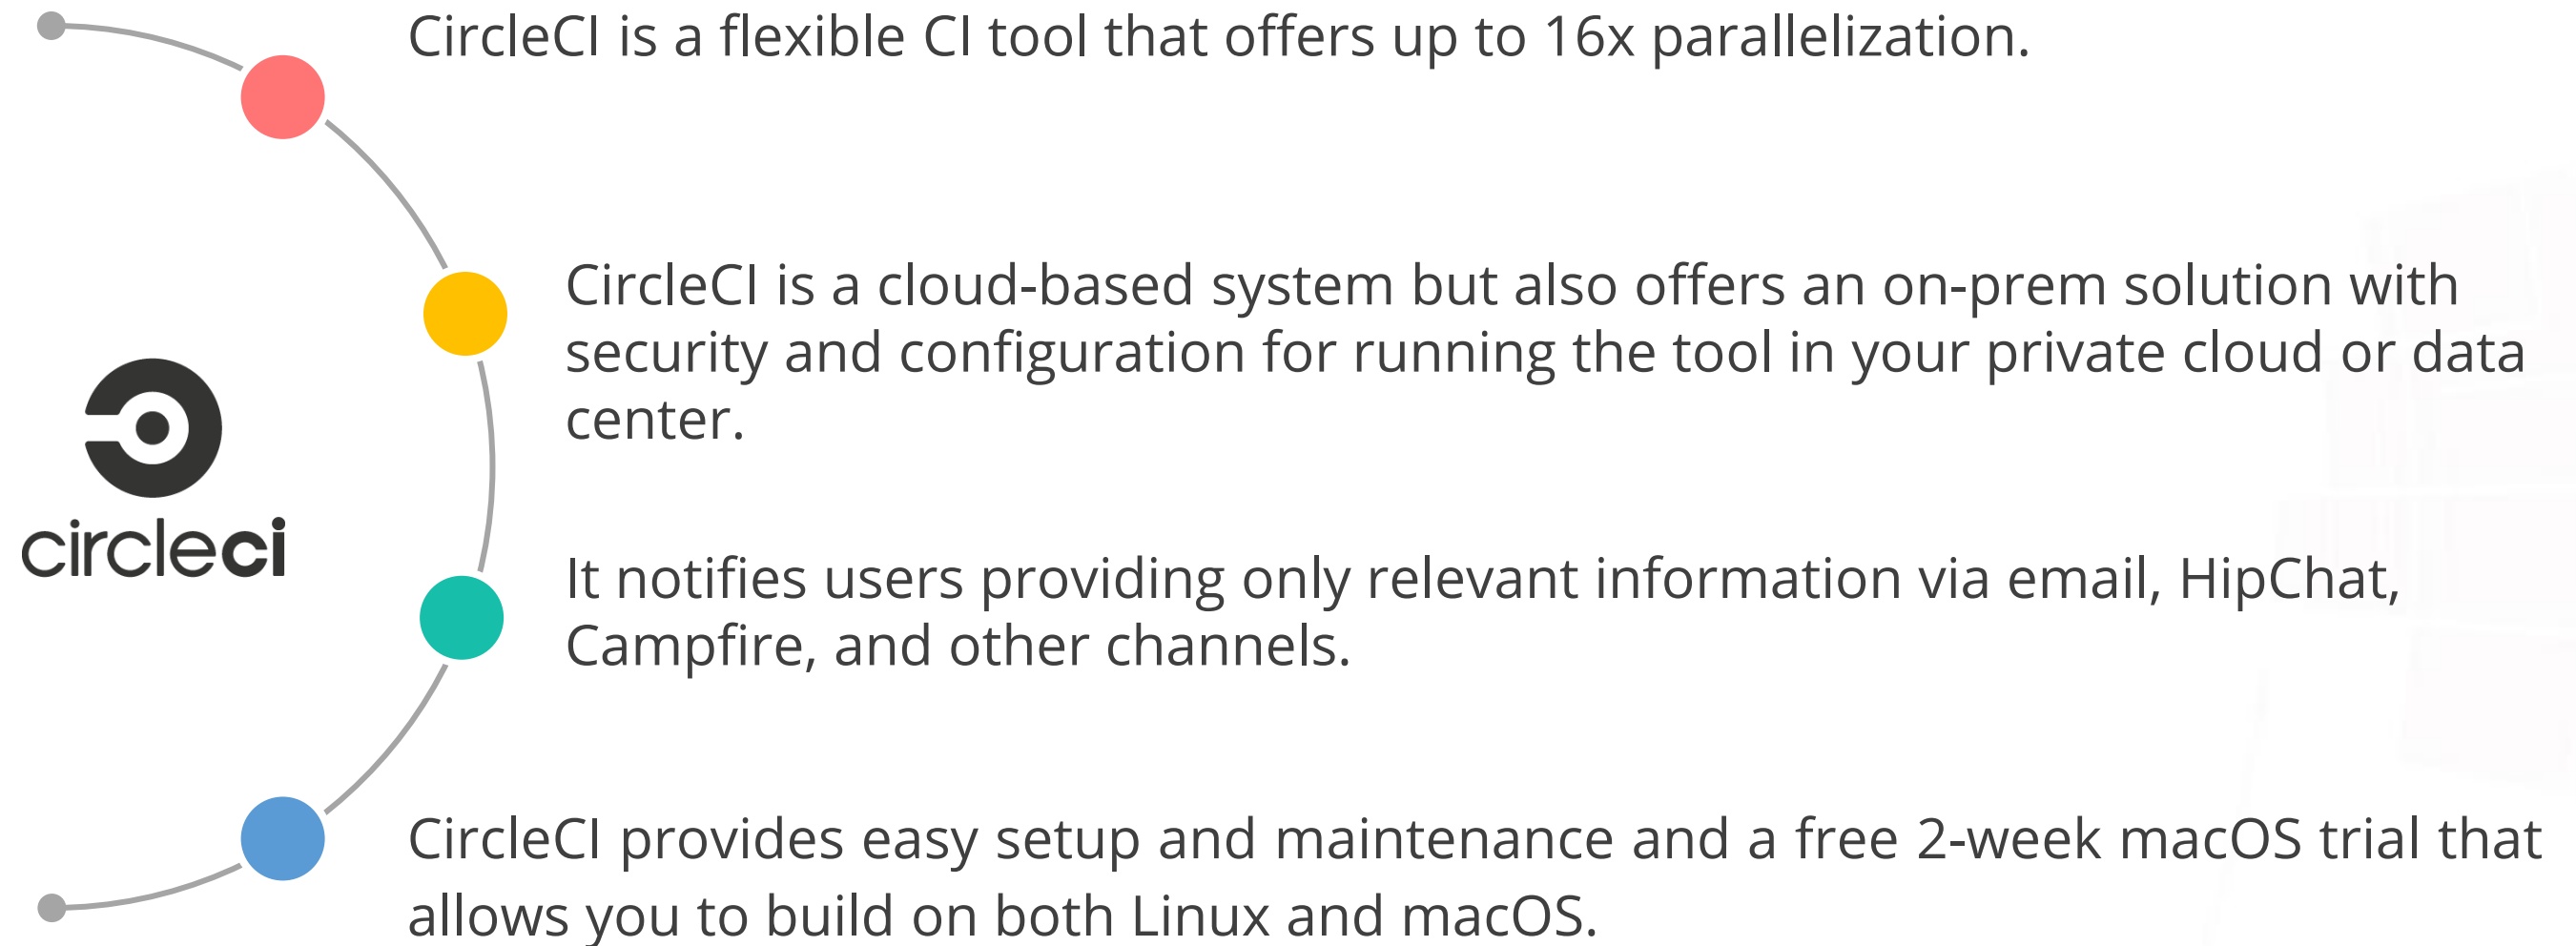 CircleCI is a flexible CI tool that offers up to 16x parallelization.
CircleCI is a cloud-based system but also offers an on-prem solution with
security and configuration for running the tool in your private cloud or data
center.
circleci
It notifies users providing only relevant information via email, HipChat,
Campfire, and other channels.
CircleCI provides easy setup and maintenance and a free 2-week macOS trial that
allows you to build on both Linux and macOS.